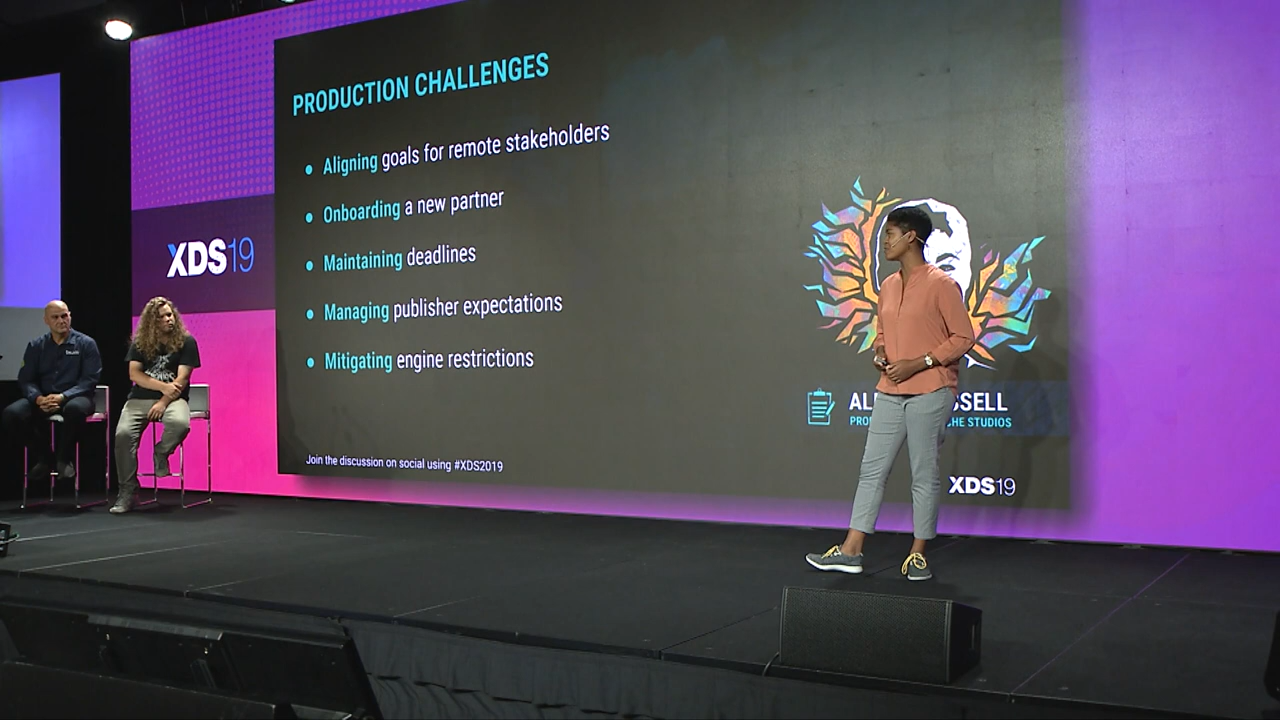 PRODUCTION CHALLENGES
Aligning goals for remote stakeholders
Onboarding a new partner
Maintaining deadlines
Managing publisher expectations
Mitigating engine restrictions
XDS19
STUDIOS
Join the discussion on social using #XDS2019
XDS19